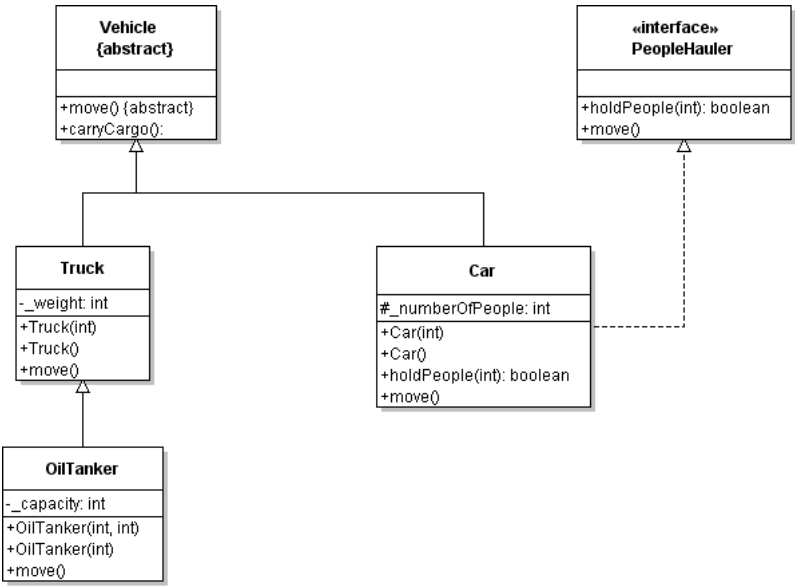 Vehicle
{abstract}
+move() {abstract}
+carryCargo():
«interface»
PeopleHauler
+holdPeople(int): boolean
+move()
Truck
-_weight: int
+Truck(int)
+Truck()
+move()
Car
#_numberOfPeople: int
+Car(int)
+Car()
+holdPeople(int): boolean
+move()
OilTanker
-_capacity: int
+OilTanker(int, int)
+OilTanker(int)
+move()